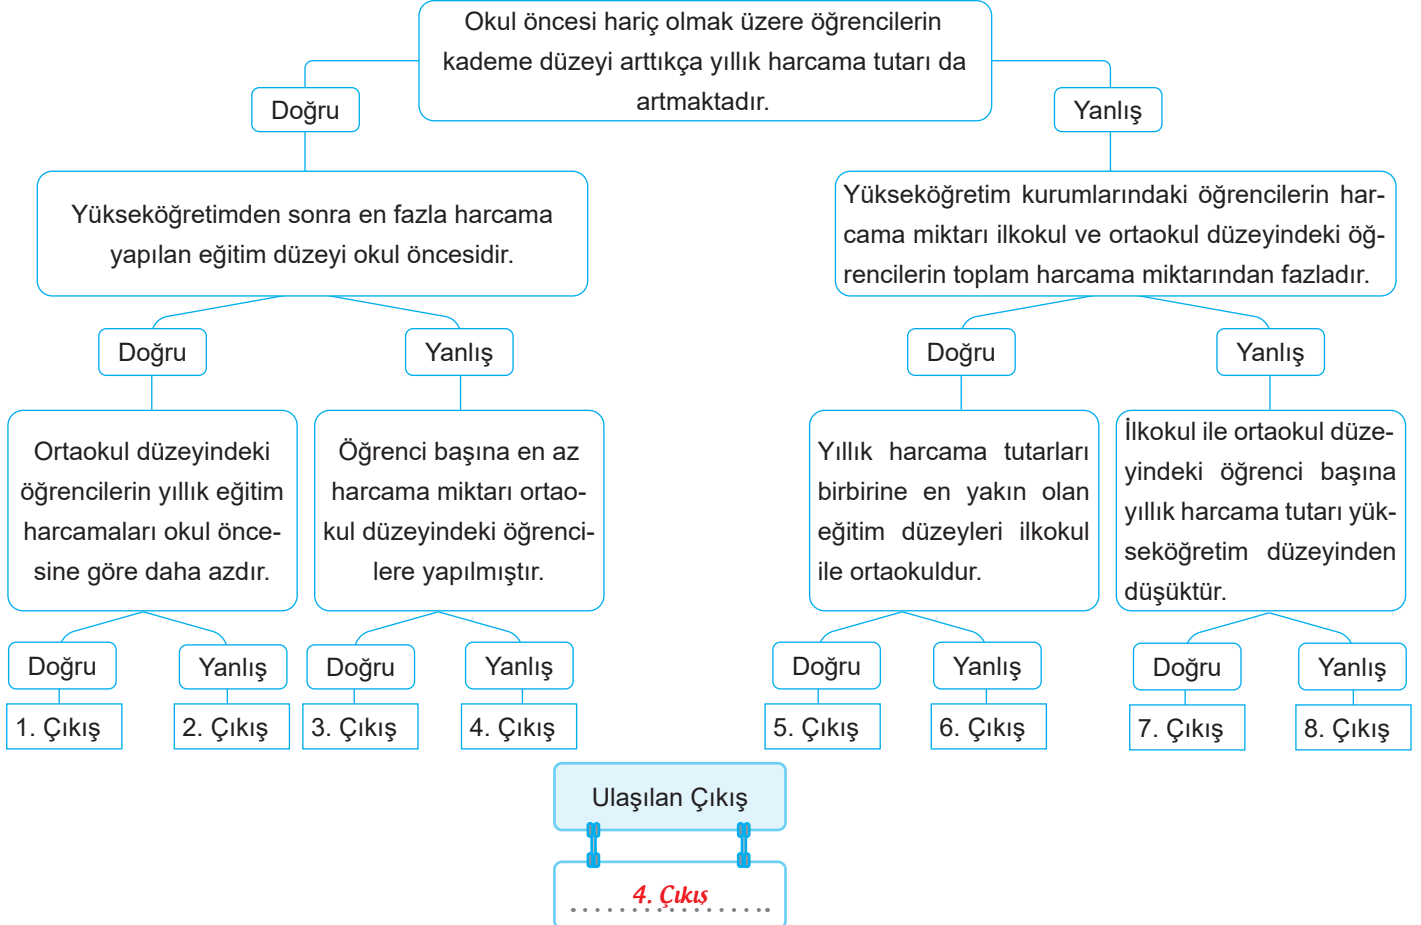 Okul öncesi hariç olmak üzere öğrencilerin
kademe düzeyi arttıkça yıllık harcama tutarı da
artmaktadır.
Doğru
Yanlış
Yükseköğretimden sonra en fazla harcama
yapılan eğitim düzeyi okul öncesidir.
Yükseköğretim kurumlarındaki öğrencilerin har-
cama miktarı ilkokul ve ortaokul düzeyindeki öğ-
rencilerin toplam harcama miktarından fazladır.
Doğru
Yanlış
Doğru
Yanlış
Ortaokul düzeyindeki
öğrencilerin yıllık eğitim
harcamaları okul önce-
sine göre daha azdır.
Öğrenci başına en az
harcama miktarı ortao-
kul düzeyindeki öğrenci-
lere yapılmıştır.
Yıllık harcama tutarları
birbirine en yakın olan
eğitim düzeyleri ilkokul
ile ortaokuldur.
İlkokul ile ortaokul düze-
yindeki öğrenci başına
yıllık harcama tutarı yük-
seköğretim düzeyinden
düşüktür.
Doğru
Yanlış
Doğru
Yanlış
Doğru
Yanlış
Doğru
Yanlış
1. Çıkış
2. Çıkış
3. Çıkış
4. Çıkış
5. Çıkış
6. Çıkış
7. Çıkış
8. Çıkış
Ulaşılan Çıkış
4. Çıkış